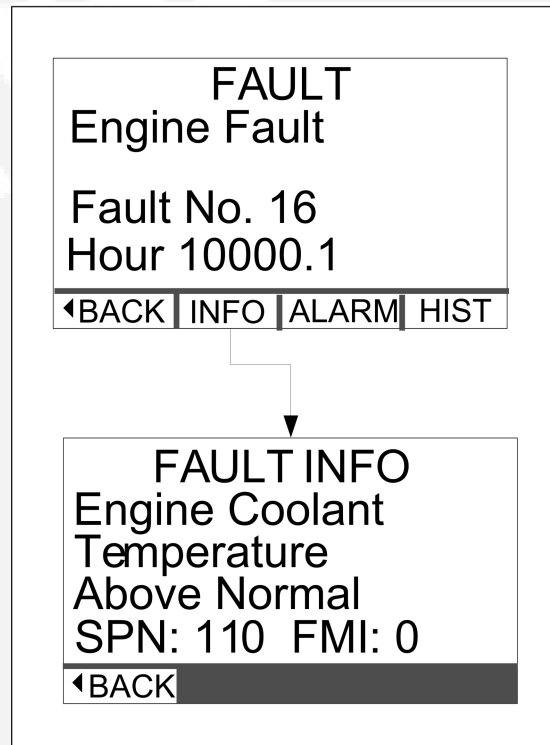 FAULT
Engine Fault
Fault No. 16
Hour 10000.1
BACK INFO ALARM HIST
FAULT INFO
Engine Coolant
Temperature
Above Normal
SPN: 110 FMI: 0
BACK